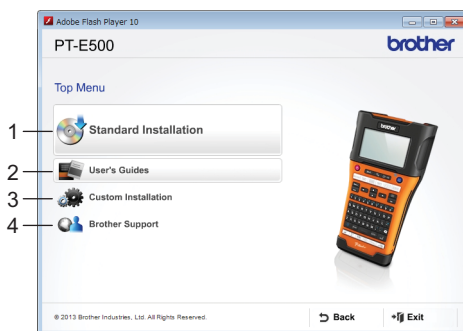 Adobe Flash Player 10
PT-E500
brother
Top Menu
1 Standard Installation
2 User's Guides
3 Custom Installation
4 Brother Support
brother
© 2013 Brother Industries, Ltd. All Rights Reserved.
Back
Exit